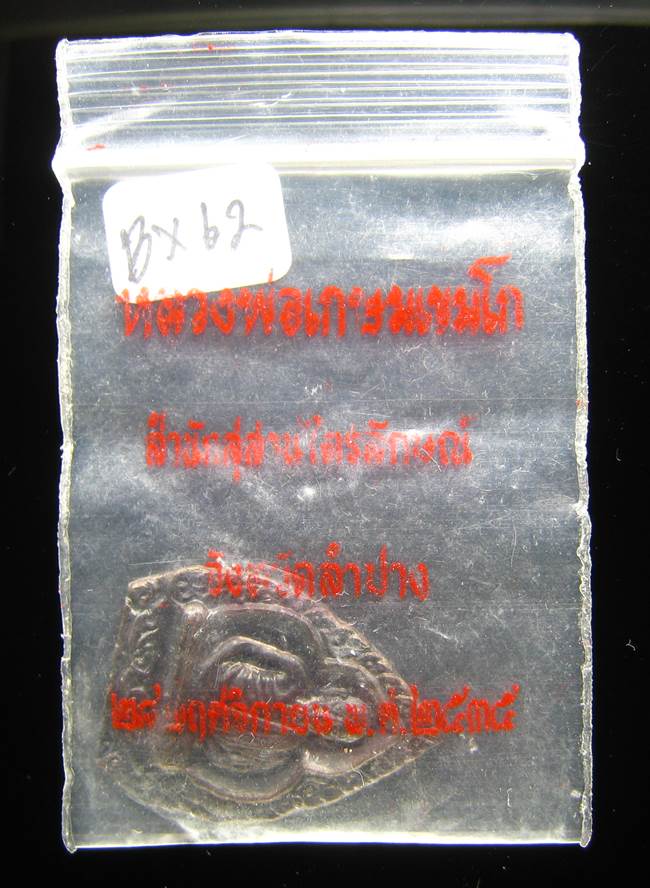 BX 62
หลวงพ่อเกษมเขมโก
สำนักสุสานไตรลักษณ์
จังหวัดลำปาง
๒๘ พฤศจิกายน พ.ศ.๒๕๓๕